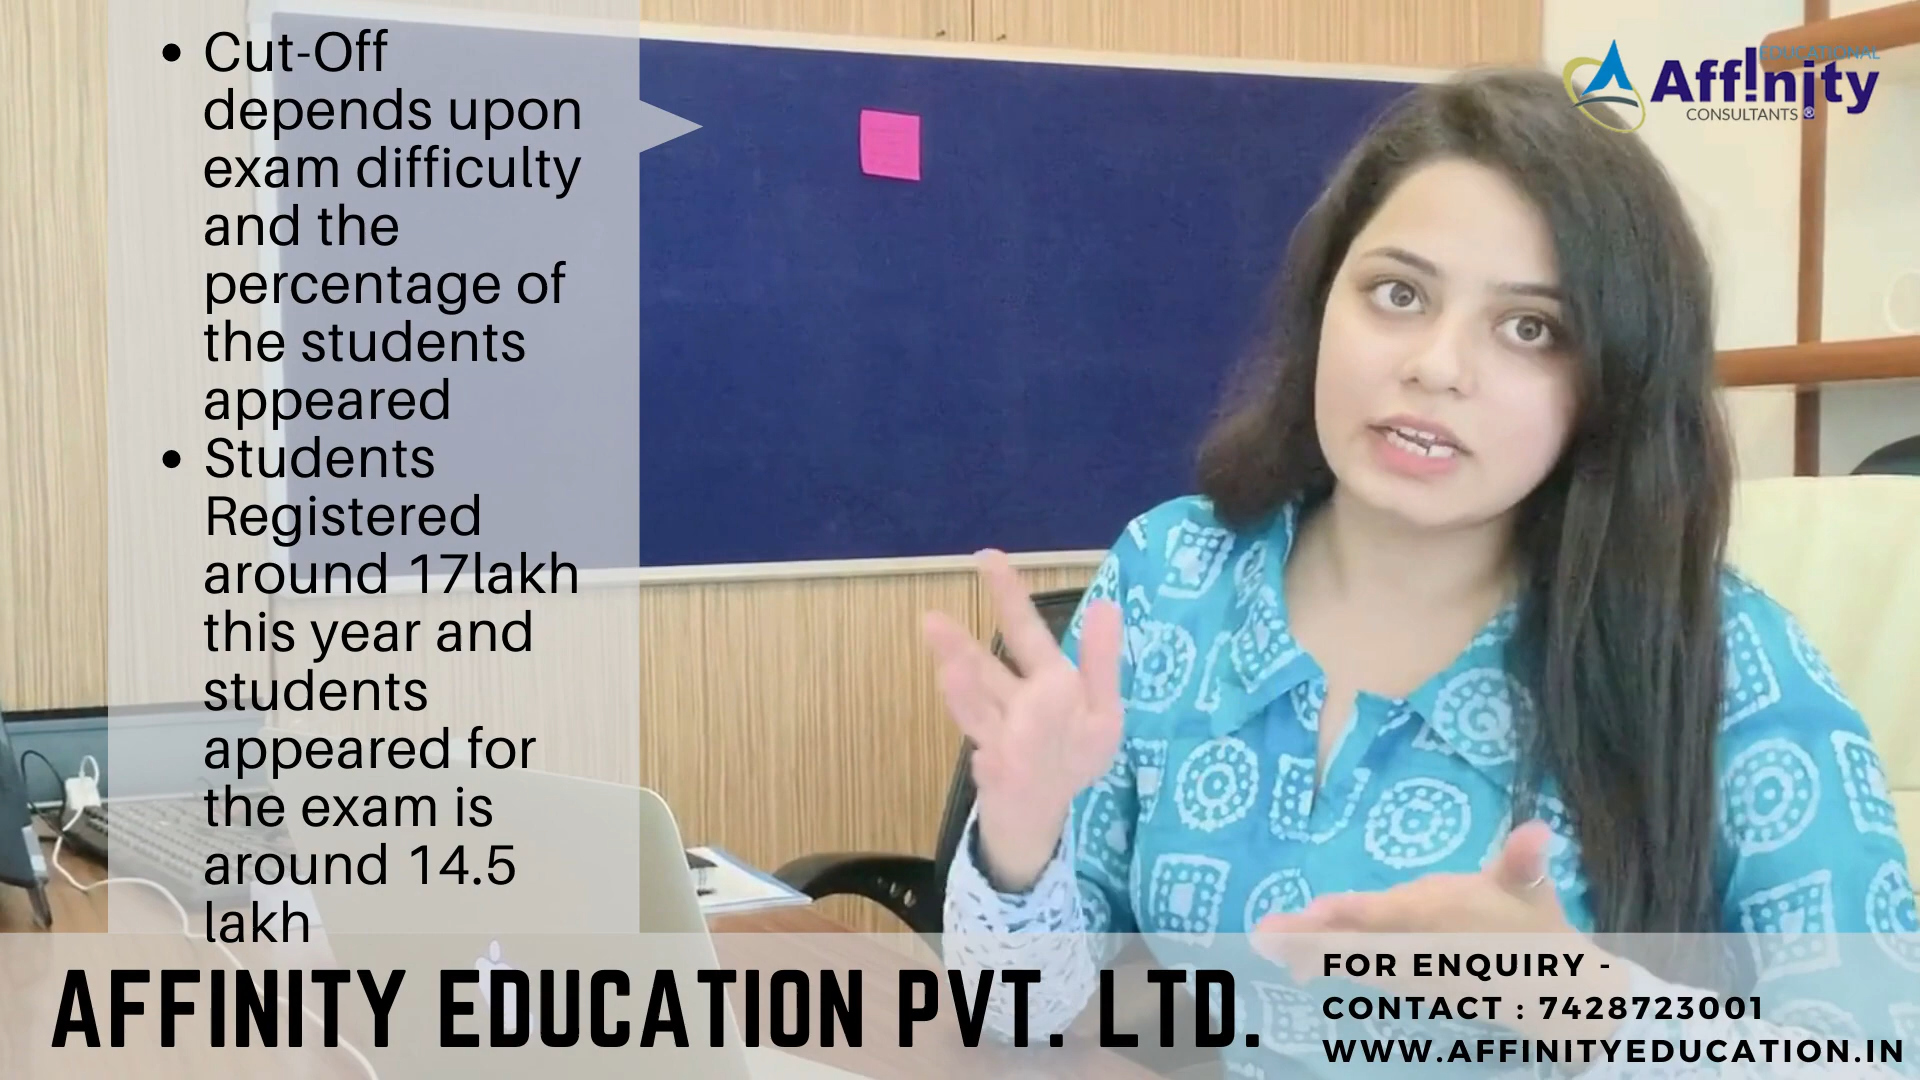 • Cut-Off
depends upon
exam difficulty
and the
percentage of
the students
appeared
• Students
Registered
around 17lakh
this year and
students
appeared for
the exam is
around 14.5
lakh
EDUCATIONAL
Aff!nity
CONSULTANTS ®
AFFINITY EDUCATION PVT. LTD.
FOR ENQUIRY -
CONTACT : 7428723001
WWW.AFFINITYEDUCATION.IN